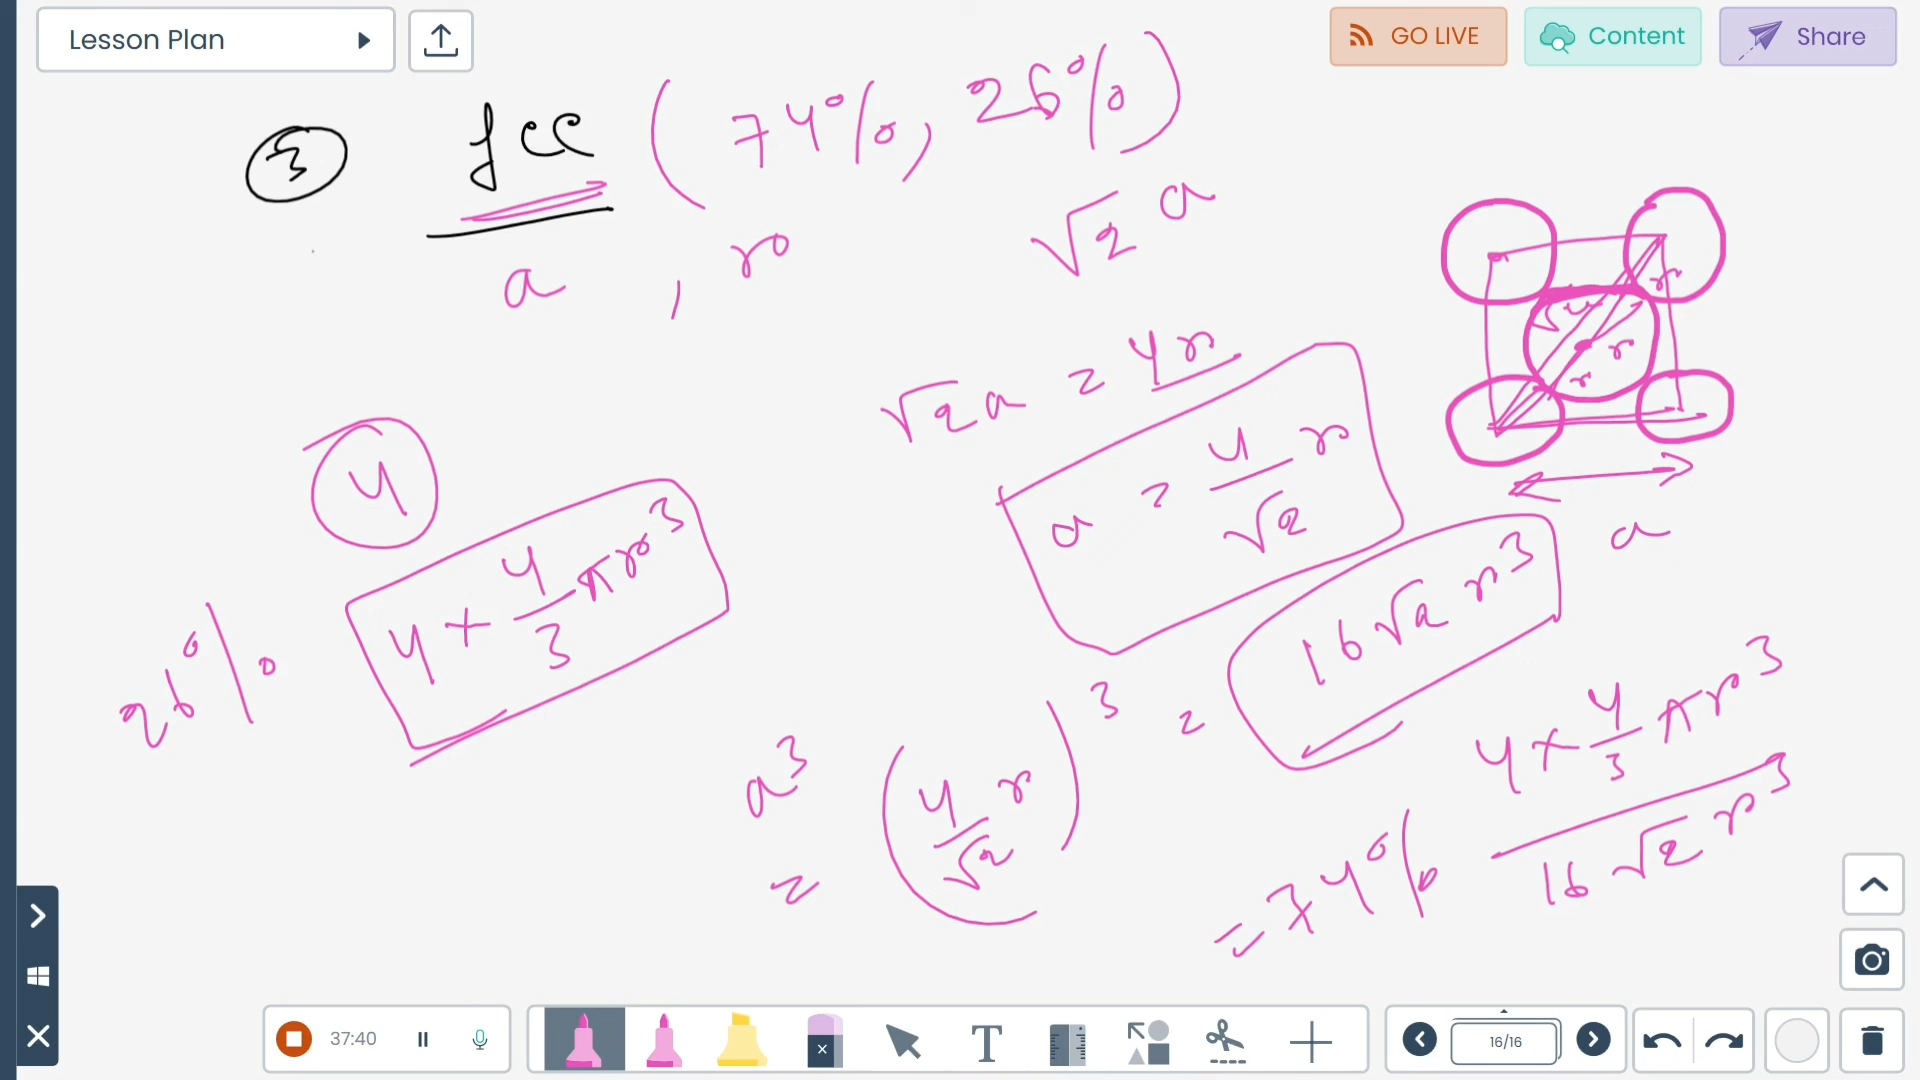 Lesson Plan
GO LIVE
Content
Share
3
fcc (74%, 26%)
a , r
√2 a
r
r
r
√2a = 4r
a = 4/√2 r
a
4
4 × 4/3 πr³
26%
a³ = (4/√2 r)³ = 16√2 r³
4 × 4/3 πr³ / 16√2 r³
= 74%
37:40
T
16/16